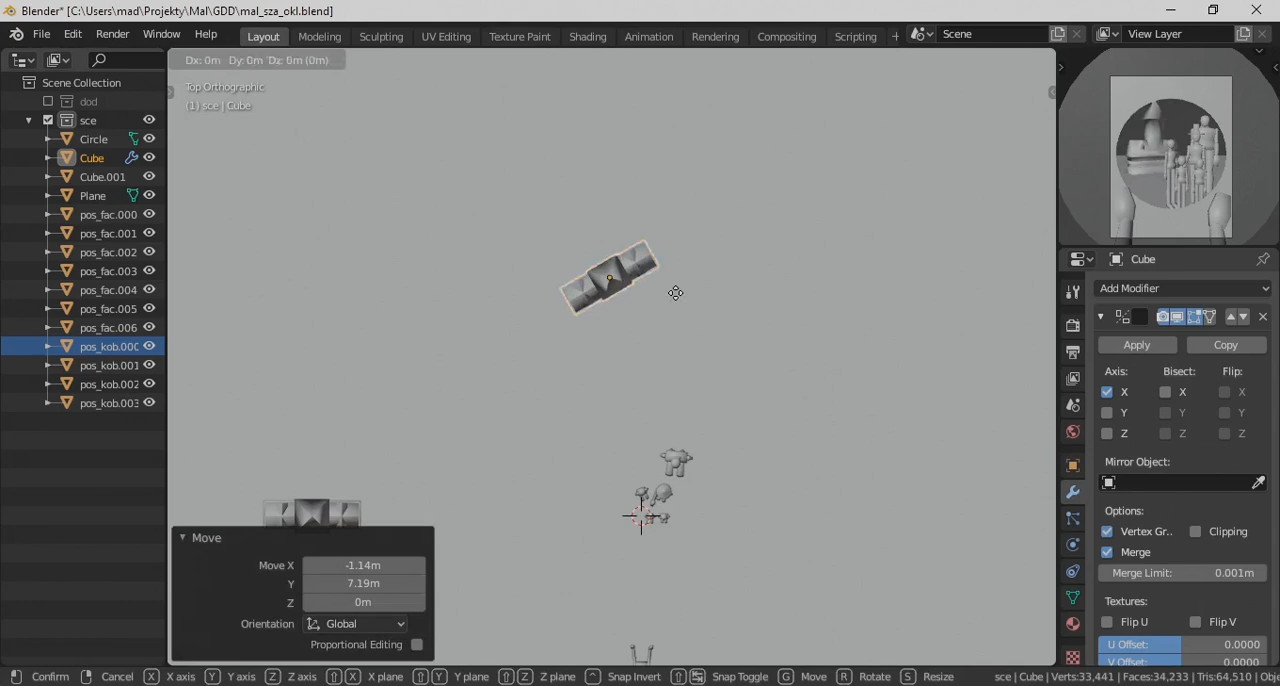 Blender* [C:\Users\mad\Projekty\Mal\GDD\mal_sza_okl.blend]
File Edit Render Window Help
Layout Modeling Sculpting UV Editing Texture Paint Shading Animation Rendering Compositing Scripting +
Scene
View Layer
Dx: 0m Dy: 0m Dz: 0m (0m)
Top Orthographic
(1) sce | Cube
Scene Collection
dod
sce
Circle
Cube
Cube.001
Plane
pos_fac.000
pos_fac.001
pos_fac.002
pos_fac.003
pos_fac.004
pos_fac.005
pos_fac.006
pos_kob.000
pos_kob.001
pos_kob.002
pos_kob.003
Move
Move X -1.14m
Y 7.19m
Z 0m
Orientation Global
Proportional Editing
Cube
Add Modifier
Apply Copy
Axis: Bisect: Flip:
X X X
Y Y Y
Z Z Z
Mirror Object:
Options:
Vertex Gr.. Clipping
Merge
Merge Limit: 0.001m
Textures:
Flip U Flip V
U Offset: 0.0000
V Offset: 0.0000
Confirm Cancel X X axis Y Y axis Z Z axis X X plane Y Y plane Z Z plane ^ Snap Invert Snap Toggle G Move R Rotate S Resize
sce | Cube | Verts:33,441 | Faces:34,233 | Tris:64,510 | Obje